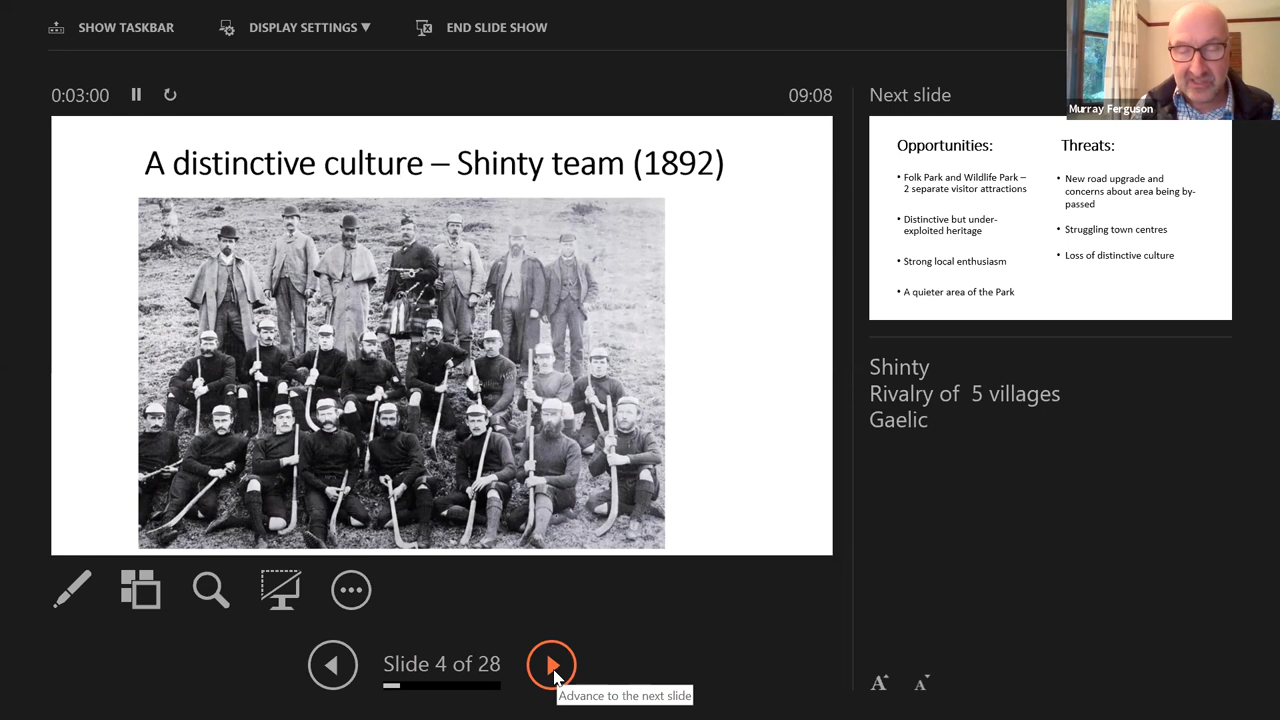 SHOW TASKBAR
DISPLAY SETTINGS ▼
END SLIDE SHOW
0:03:00
09:08
Next slide
Murray Ferguson
A distinctive culture – Shinty team (1892)
Opportunities:
• Folk Park and Wildlife Park –
2 separate visitor attractions
• Distinctive but under-
exploited heritage
• Strong local enthusiasm
• A quieter area of the Park
Threats:
• New road upgrade and
concerns about area being by-
passed
• Struggling town centres
• Loss of distinctive culture
Shinty
Rivalry of  5 villages
Gaelic
Slide 4 of 28
Advance to the next slide
A
A